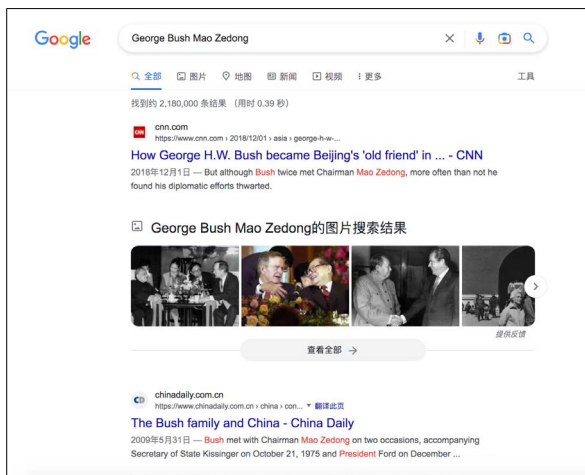 Google
George Bush Mao Zedong
全部 图片 地图 新闻 视频 更多 工具
找到约 2,180,000 条结果 （用时 0.39 秒）
CNN
cnn.com
https://www.cnn.com › 2018/12/01 › asia › george-h-w-...
How George H.W. Bush became Beijing's 'old friend' in ... - CNN
2018年12月1日 — But although Bush twice met Chairman Mao Zedong, more often than not he
found his diplomatic efforts thwarted.
George Bush Mao Zedong的图片搜索结果
提供反馈
查看全部 →
CD
chinadaily.com.cn
https://www.chinadaily.com.cn › china › con... ▼ 翻译此页
The Bush family and China - China Daily
2009年5月31日 — Bush met with Chairman Mao Zedong on two occasions, accompanying
Secretary of State Kissinger on October 21, 1975 and President Ford on December ...